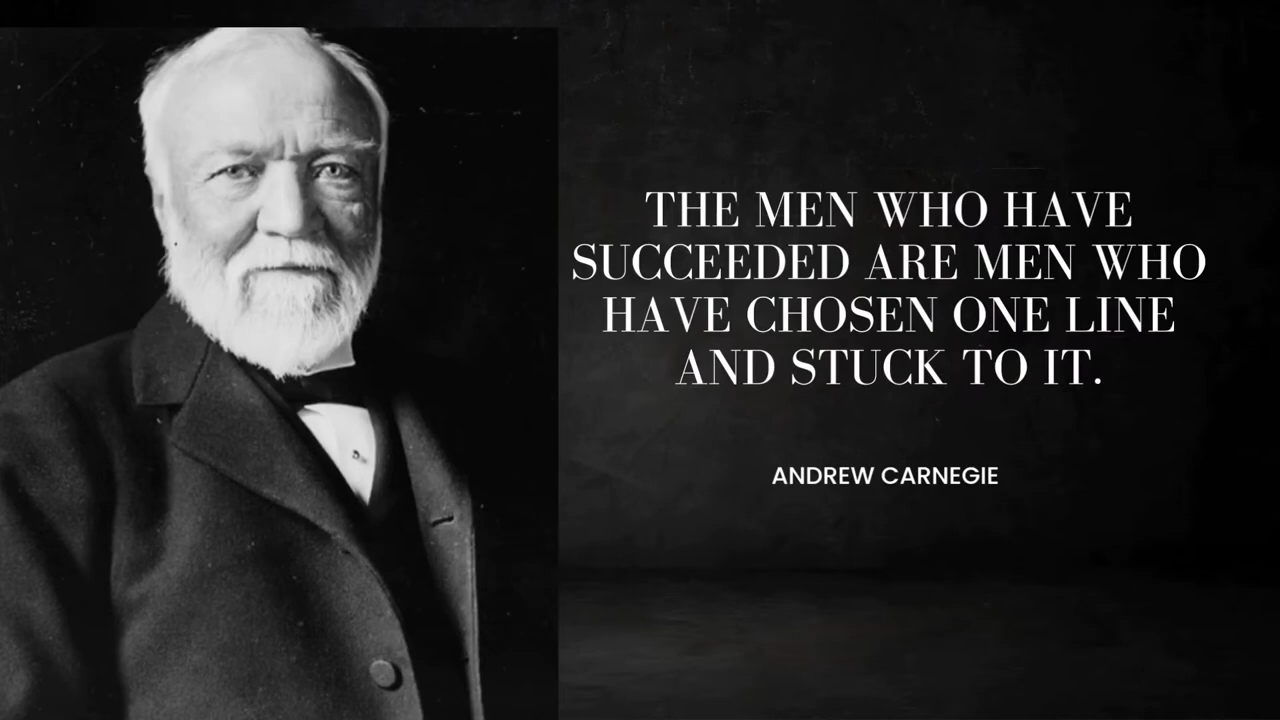 THE MEN WHO HAVE
SUCCEEDED ARE MEN WHO
HAVE CHOSEN ONE LINE
AND STUCK TO IT.
ANDREW CARNEGIE